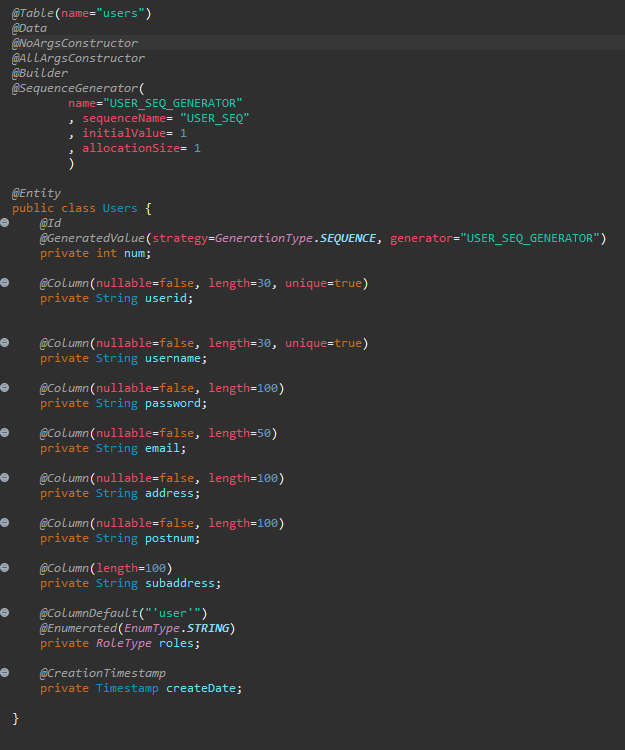 @Table(name="users")
@Data
@NoArgsConstructor
@AllArgsConstructor
@Builder
@SequenceGenerator(
        name="USER_SEQ_GENERATOR"
        , sequenceName= "USER_SEQ"
        , initialValue= 1
        , allocationSize= 1
        )
@Entity
public class Users {
    @Id
    @GeneratedValue(strategy=GenerationType.SEQUENCE, generator="USER_SEQ_GENERATOR")
    private int num;
    @Column(nullable=false, length=30, unique=true)
    private String userid;
    @Column(nullable=false, length=30, unique=true)
    private String username;
    @Column(nullable=false, length=100)
    private String password;
    @Column(nullable=false, length=50)
    private String email;
    @Column(nullable=false, length=100)
    private String address;
    @Column(nullable=false, length=100)
    private String postnum;
    @Column(length=100)
    private String subaddress;
    @ColumnDefault("'user'")
    @Enumerated(EnumType.STRING)
    private RoleType roles;
    @CreationTimestamp
    private Timestamp createDate;
}